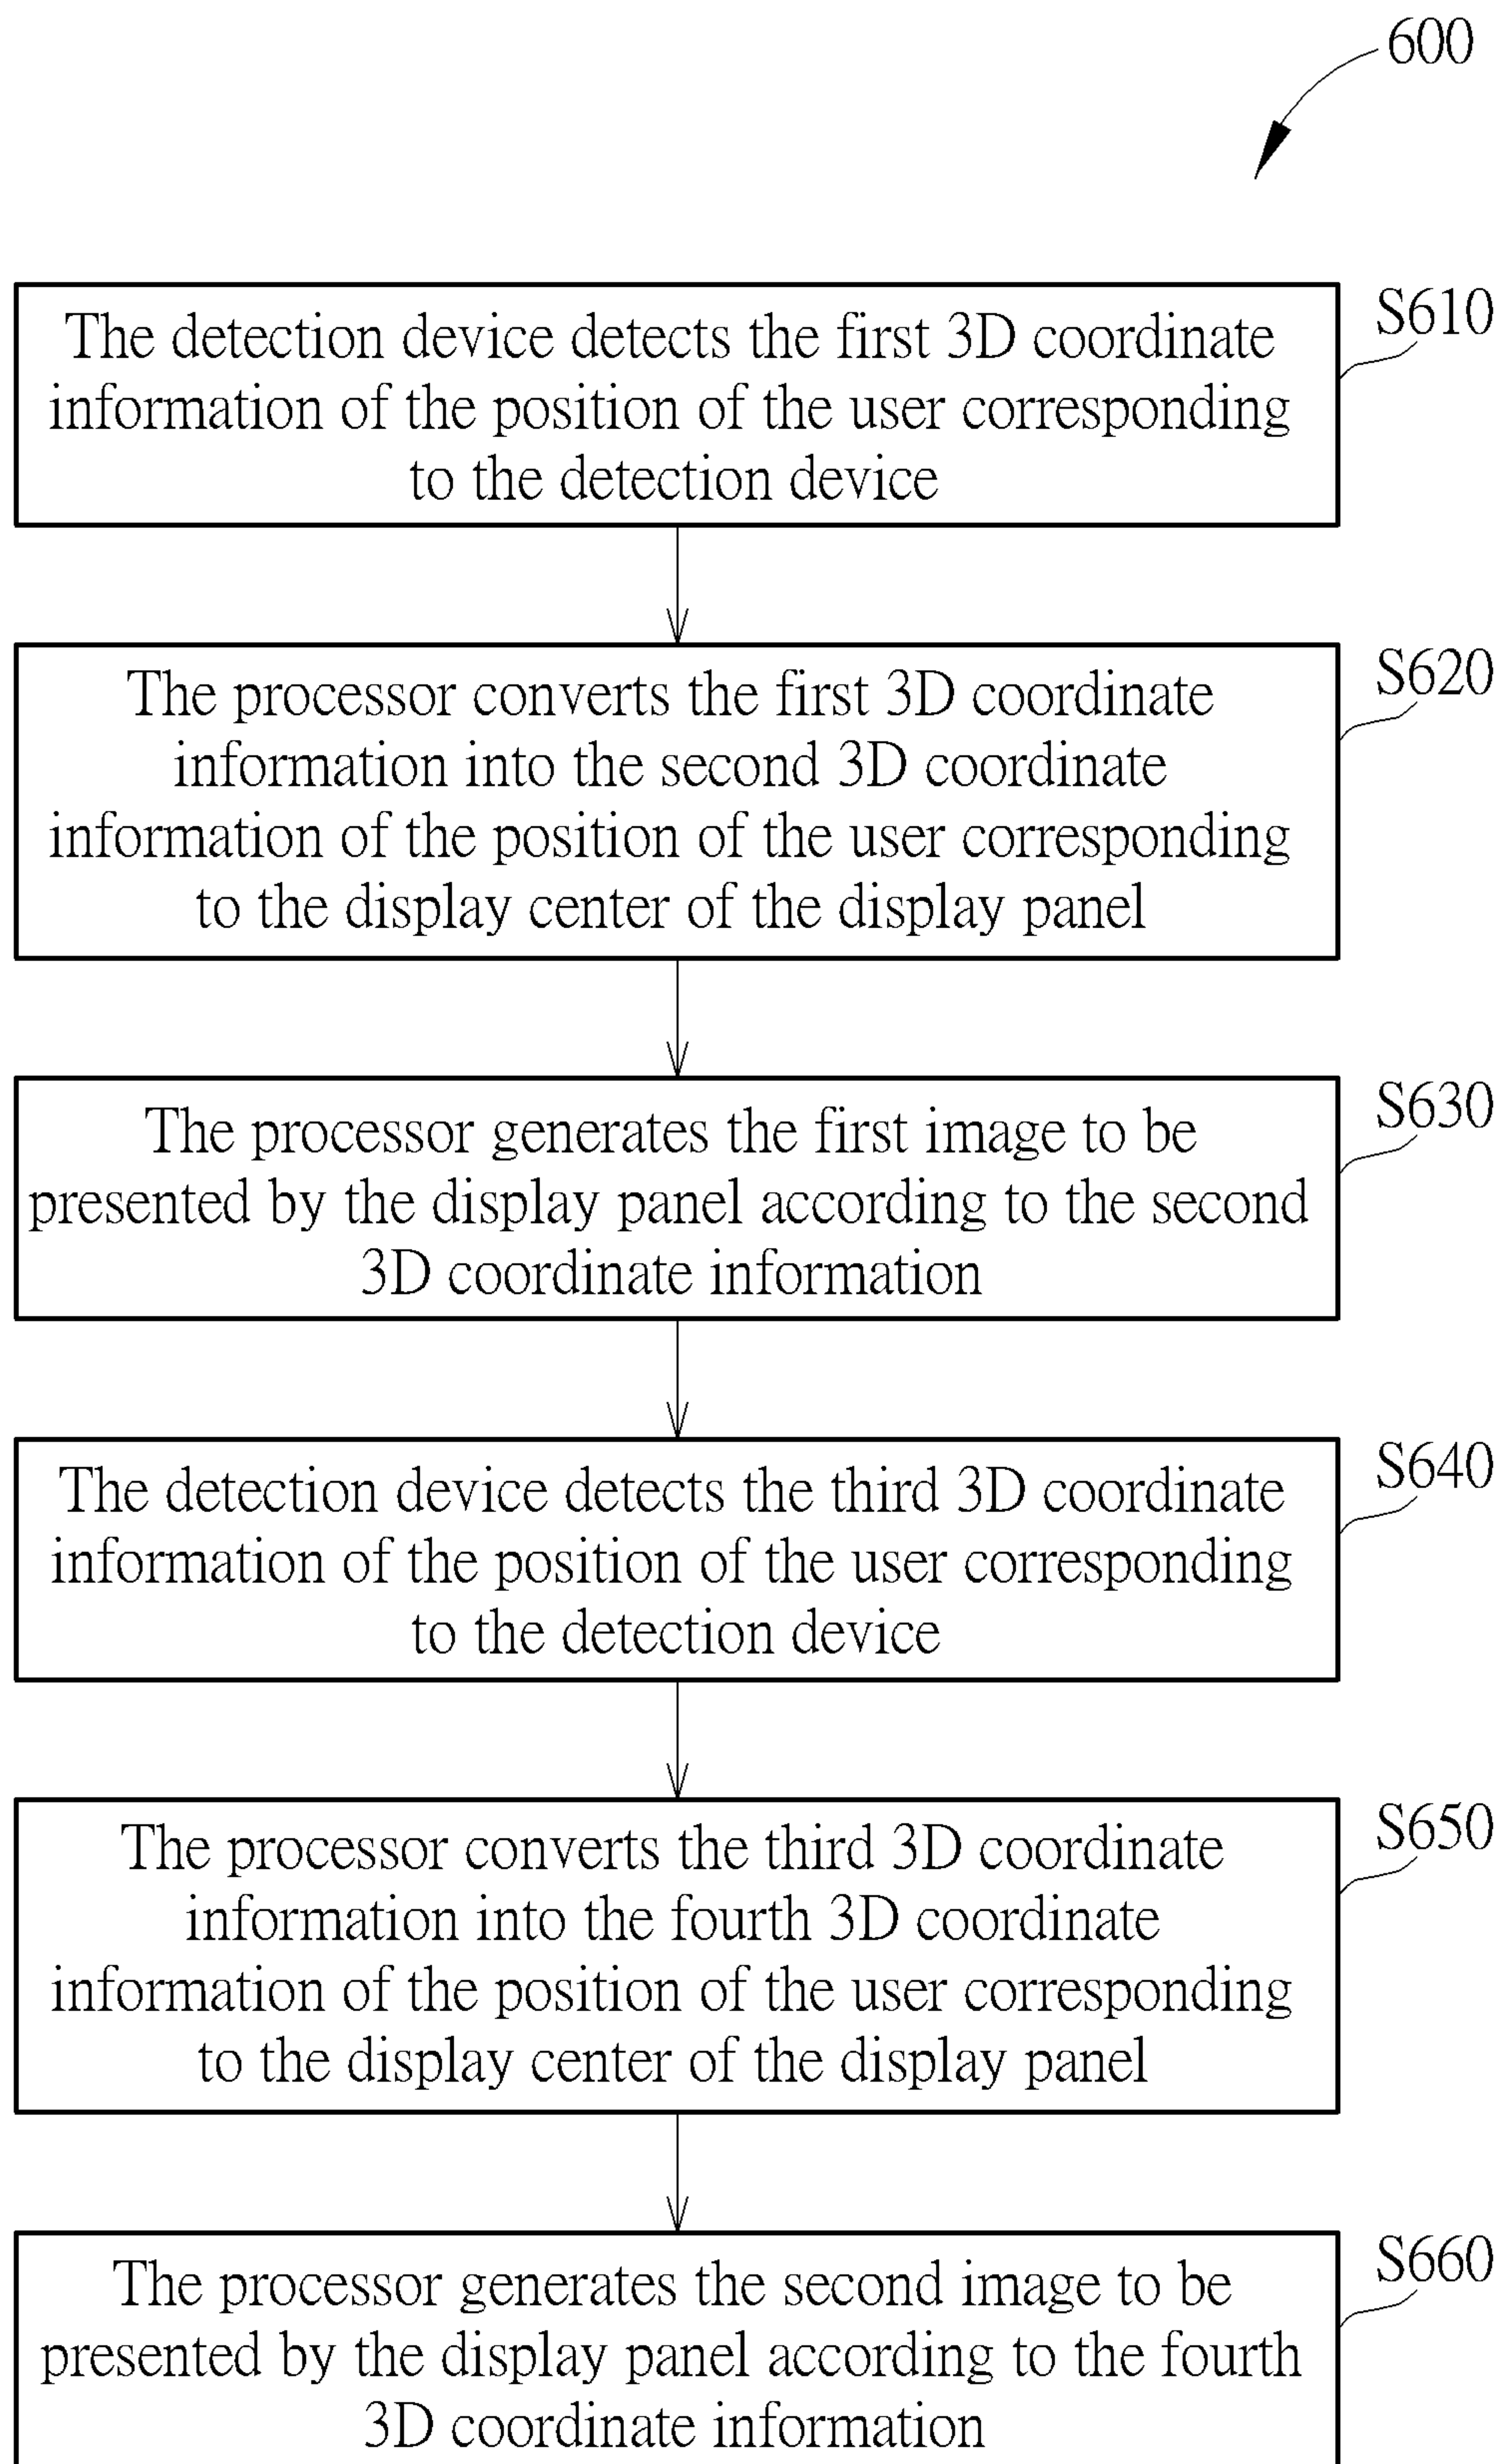 600
S610
The detection device detects the first 3D coordinate
information of the position of the user corresponding
to the detection device
S620
The processor converts the first 3D coordinate
information into the second 3D coordinate
information of the position of the user corresponding
to the display center of the display panel
S630
The processor generates the first image to be
presented by the display panel according to the second
3D coordinate information
S640
The detection device detects the third 3D coordinate
information of the position of the user corresponding
to the detection device
S650
The processor converts the third 3D coordinate
information into the fourth 3D coordinate
information of the position of the user corresponding
to the display center of the display panel
S660
The processor generates the second image to be
presented by the display panel according to the fourth
3D coordinate information